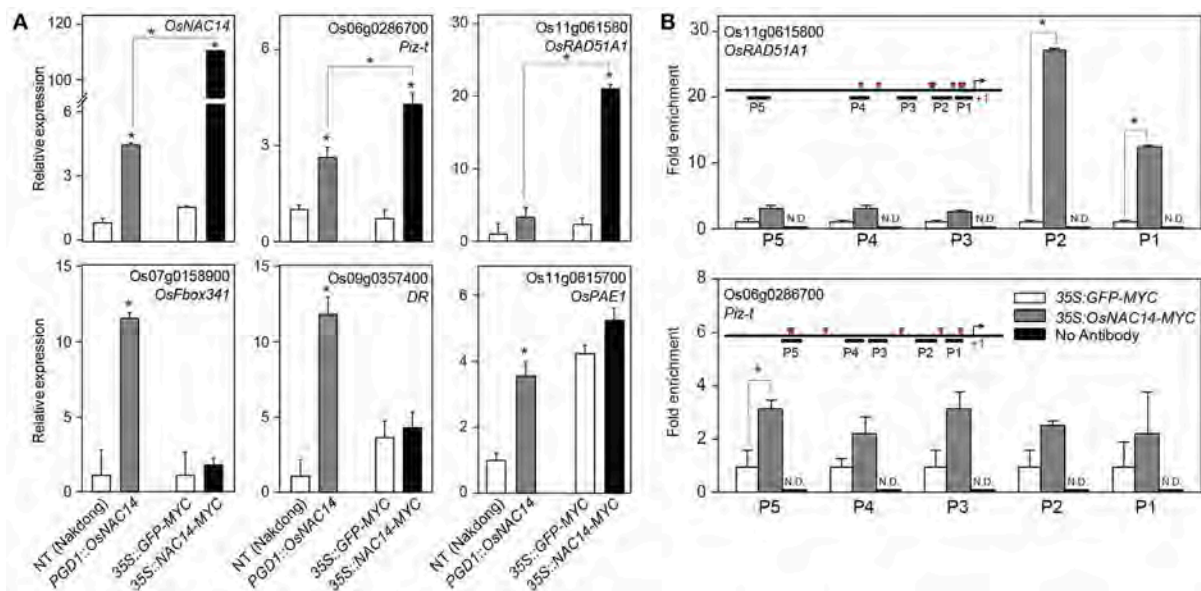 A
Relative expression
OsNAC14
*
*
*
100
6
3
0
Os06g0286700
Piz-t
*
*
*
6
3
0
Os11g061580
OsRAD51A1
*
*
30
20
10
0
Relative expression
Os07g0158900
OsFbox341
*
15
10
5
0
Os09g0357400
DR
*
15
10
5
0
Os11g0615700
OsPAE1
*
6
4
2
0
NT (Nakdong)
PGD1::OsNAC14
35S::GFP-MYC
35S::NAC14-MYC
NT (Nakdong)
PGD1::OsNAC14
35S::GFP-MYC
35S::NAC14-MYC
NT (Nakdong)
PGD1::OsNAC14
35S::GFP-MYC
35S::NAC14-MYC
B
Fold enrichment
30
20
10
0
Os11g0615800
OsRAD51A1
P5 P4 P3 P2 P1 +1
*
*
N.D. N.D. N.D. N.D. N.D.
P5 P4 P3 P2 P1
Fold enrichment
8
6
4
2
0
Os06g0286700
Piz-t
P5 P4 P3 P2 P1 +1
35S:GFP-MYC
35S:OsNAC14-MYC
No Antibody
*
N.D. N.D. N.D. N.D. N.D.
P5 P4 P3 P2 P1